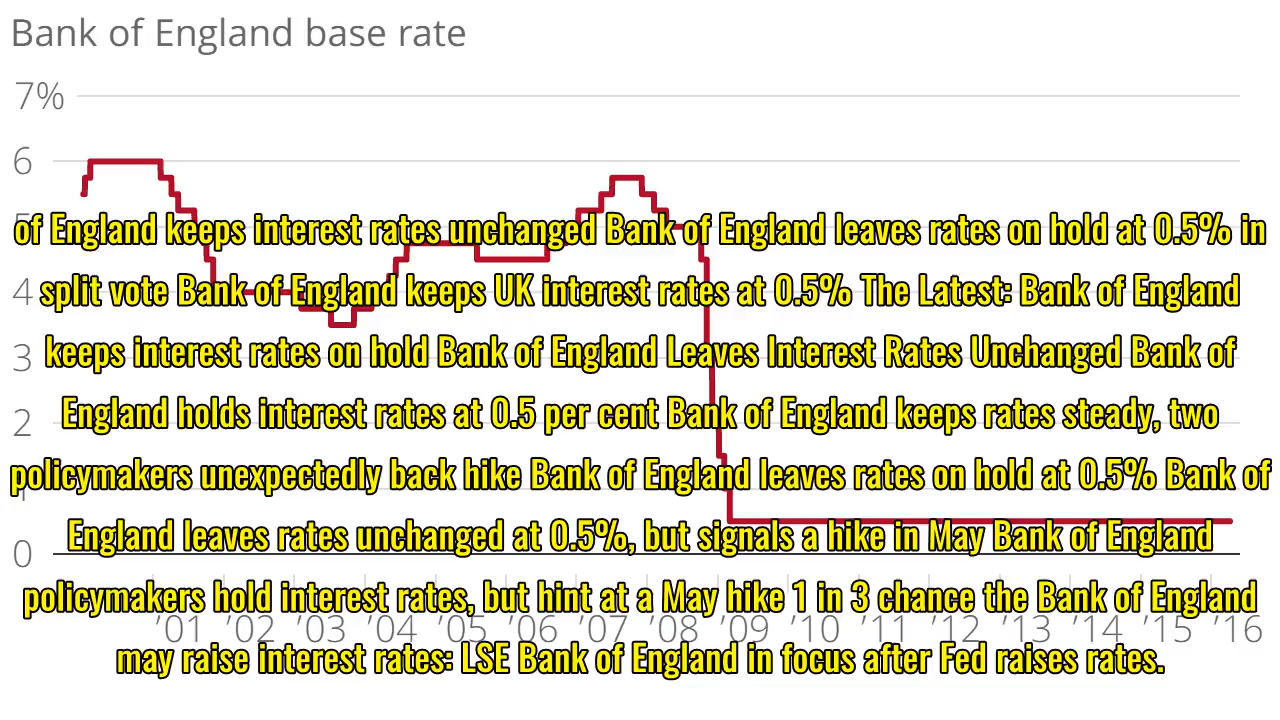 Bank of England base rate
7%
6
5
of England keeps interest rates unchanged Bank of England leaves rates on hold at 0.5% in
split vote Bank of England keeps UK interest rates at 0.5% The Latest: Bank of England
4
keeps interest rates on hold Bank of England Leaves Interest Rates Unchanged Bank of
3
England holds interest rates at 0.5 per cent Bank of England keeps rates steady, two
2
policymakers unexpectedly back hike Bank of England leaves rates on hold at 0.5% Bank of
1
England leaves rates unchanged at 0.5%, but signals a hike in May Bank of England
0
policymakers hold interest rates, but hint at a May hike 1 in 3 chance the Bank of England
'01 '02 '03 '04 '05 '06 '07 '08 '09 '10 '11 '12 '13 '14 '15 '16
may raise interest rates: LSE Bank of England in focus after Fed raises rates.